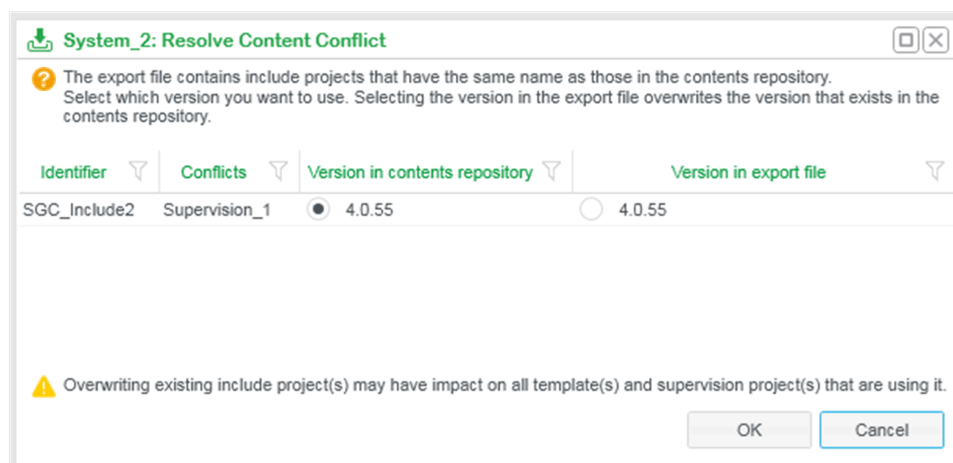 System_2: Resolve Content Conflict
The export file contains include projects that have the same name as those in the contents repository.
Select which version you want to use. Selecting the version in the export file overwrites the version that exists in the
contents repository.
Identifier Conflicts Version in contents repository Version in export file
SGC_Include2 Supervision_1 4.0.55 4.0.55
Overwriting existing include project(s) may have impact on all template(s) and supervision project(s) that are using it.
OK Cancel